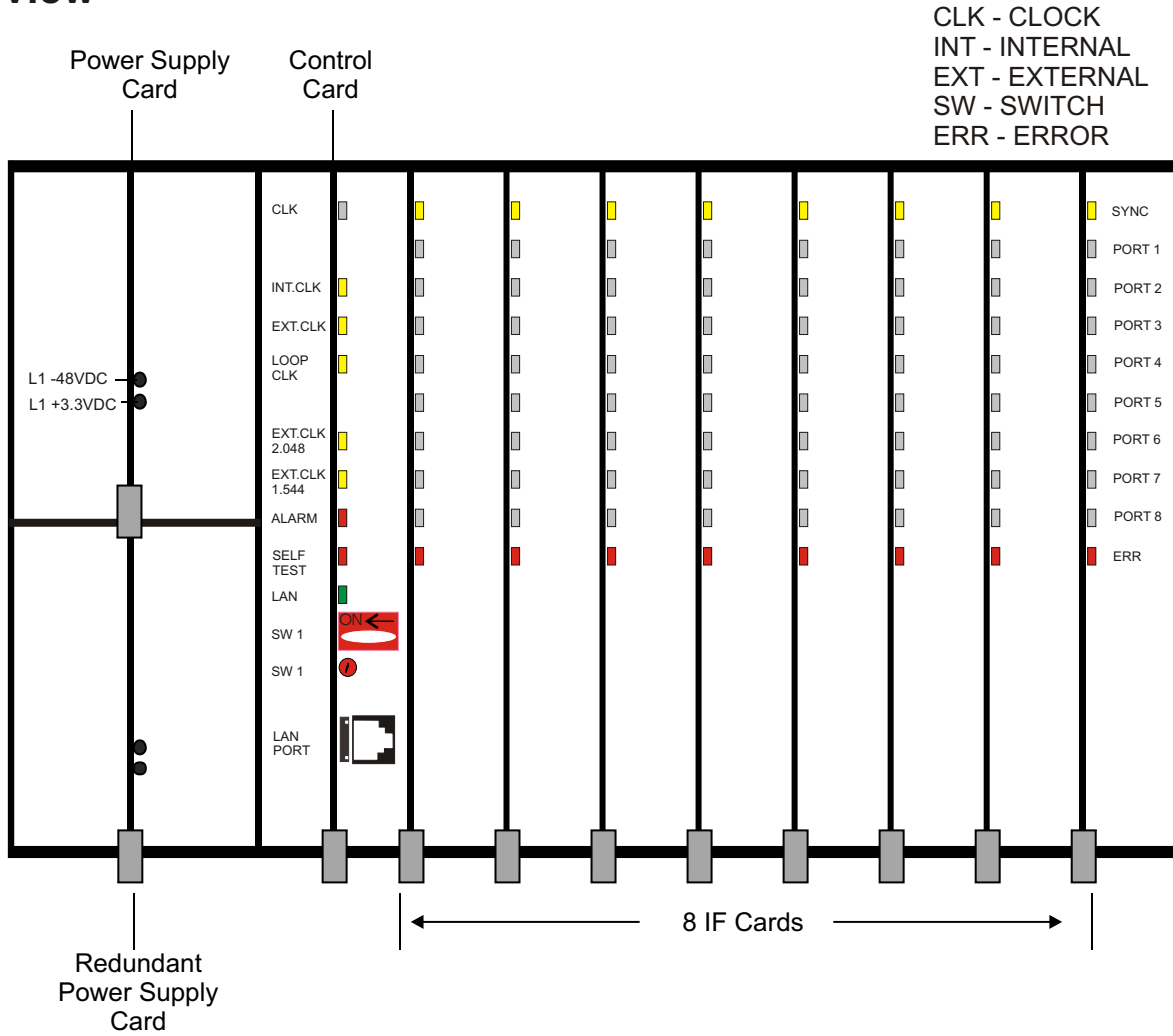 CLK - CLOCK
INT - INTERNAL
EXT - EXTERNAL
SW - SWITCH
ERR - ERROR
Power Supply
Card
Control
Card
CLK
INT.CLK
EXT.CLK
LOOP
CLK
EXT.CLK
2.048
EXT.CLK
1.544
ALARM
SELF
TEST
LAN
SW 1
ON
SW 1
LAN
PORT
L1 -48VDC
L1 +3.3VDC
SYNC
PORT 1
PORT 2
PORT 3
PORT 4
PORT 5
PORT 6
PORT 7
PORT 8
ERR
8 IF Cards
Redundant
Power Supply
Card